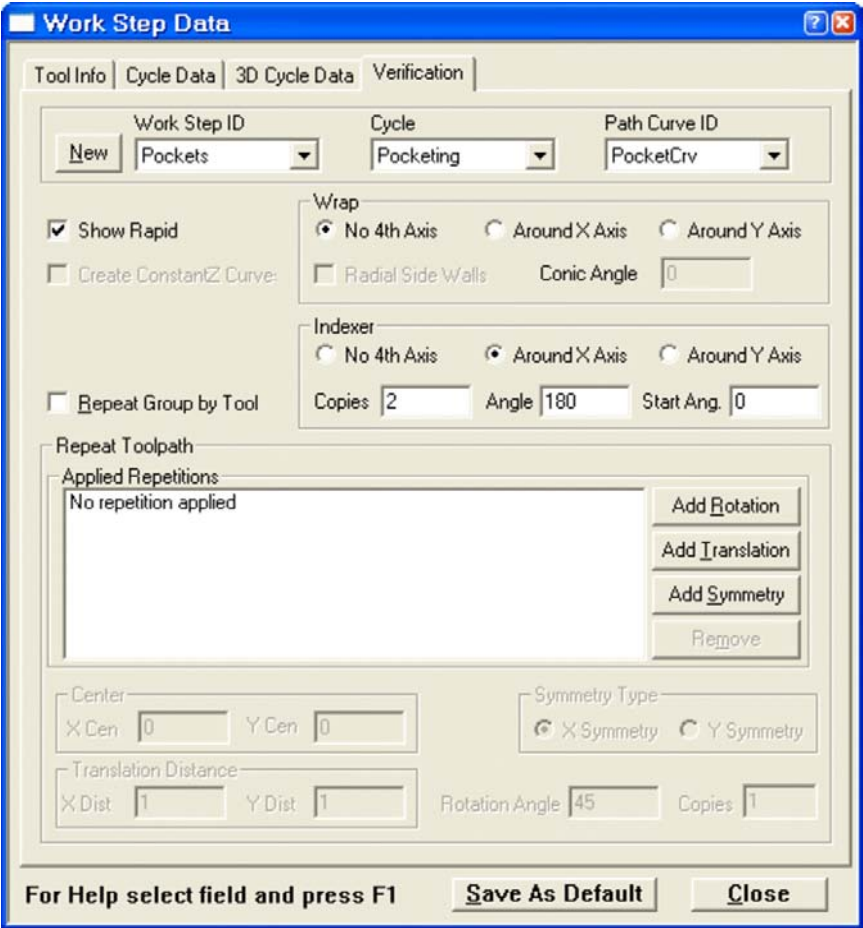 Work Step Data
Tool Info Cycle Data 3D Cycle Data Verification
Work Step ID Cycle Path Curve ID
New Pockets Pocketing PocketCrv
Wrap
Show Rapid No 4th Axis Around X Axis Around Y Axis
Create ConstantZ Curve: Radial Side Walls Conic Angle 0
Indexer
No 4th Axis Around X Axis Around Y Axis
Repeat Group by Tool Copies 2 Angle 180 Start Ang. 0
Repeat Toolpath
Applied Repetitions
No repetition applied
Add Rotation
Add Translation
Add Symmetry
Remove
Center Symmetry Type
X Cen 0 Y Cen 0 X Symmetry Y Symmetry
Translation Distance
X Dist 1 Y Dist 1 Rotation Angle 45 Copies 1
For Help select field and press F1 Save As Default Close